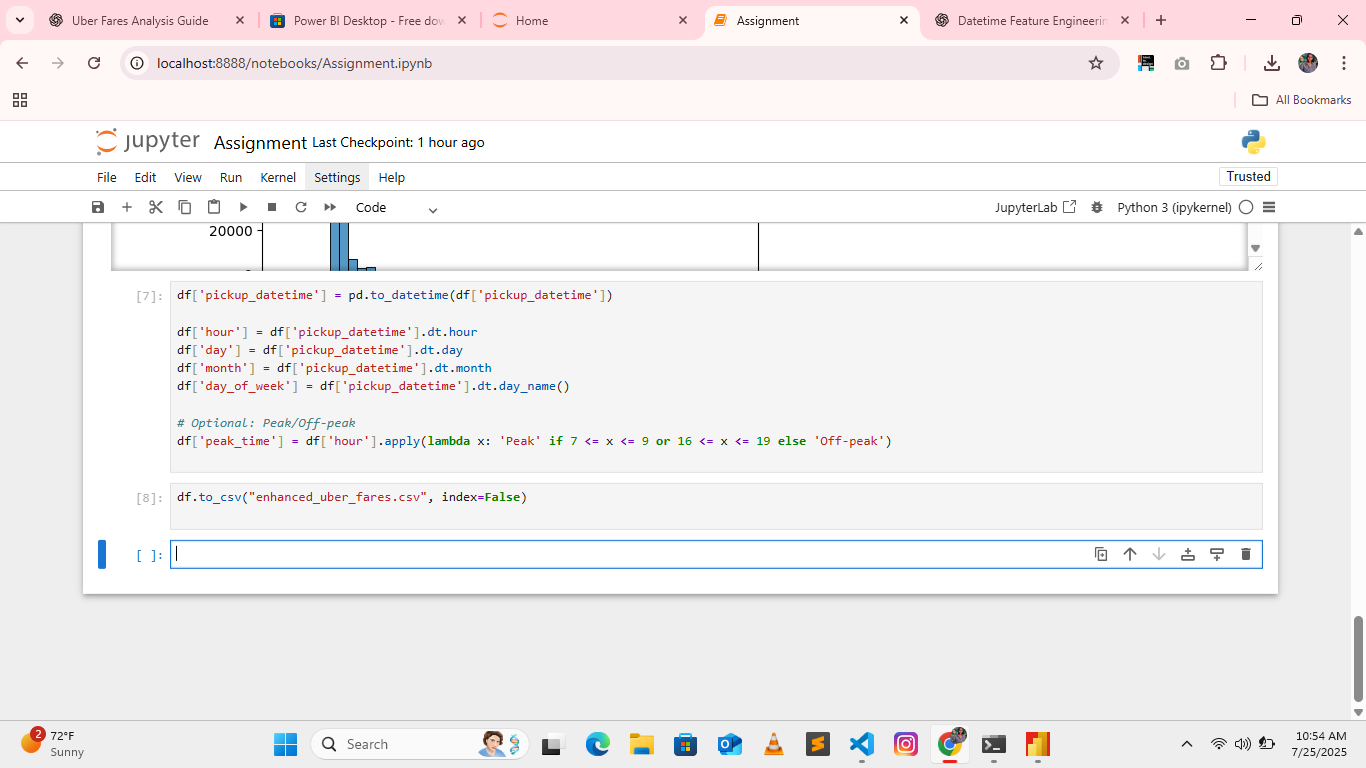 Uber Fares Analysis Guide
Power BI Desktop - Free dow
Home
Assignment
Datetime Feature Engineerin
localhost:8888/notebooks/Assignment.ipynb
All Bookmarks
jupyter Assignment Last Checkpoint: 1 hour ago
File Edit View Run Kernel Settings Help
Trusted
Code
JupyterLab
Python 3 (ipykernel)
20000
[7]: df['pickup_datetime'] = pd.to_datetime(df['pickup_datetime'])
df['hour'] = df['pickup_datetime'].dt.hour
df['day'] = df['pickup_datetime'].dt.day
df['month'] = df['pickup_datetime'].dt.month
df['day_of_week'] = df['pickup_datetime'].dt.day_name()
# Optional: Peak/Off-peak
df['peak_time'] = df['hour'].apply(lambda x: 'Peak' if 7 <= x <= 9 or 16 <= x <= 19 else 'Off-peak')
[8]: df.to_csv("enhanced_uber_fares.csv", index=False)
[ ]:
2
72°F
Sunny
Search
10:54 AM
7/25/2025